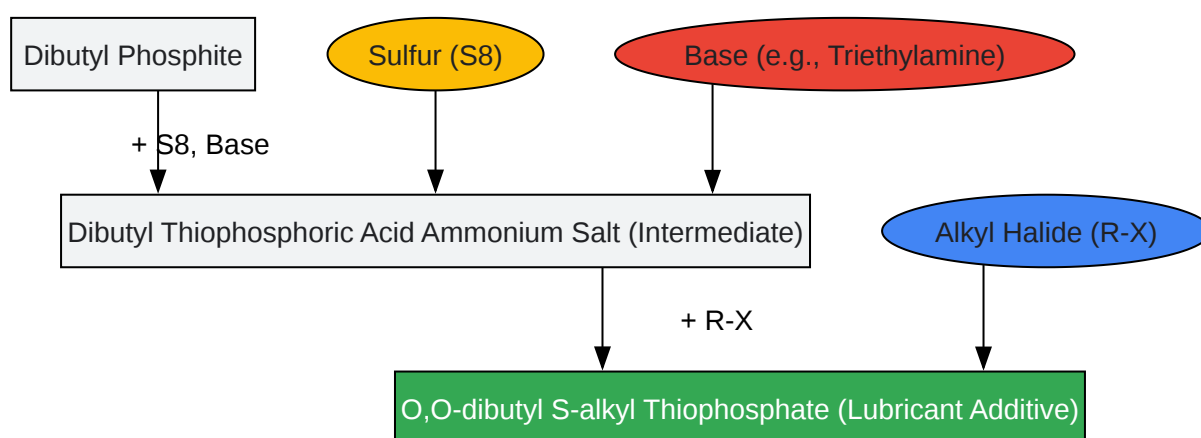 Dibutyl Phosphite
Sulfur (S8)
Base (e.g., Triethylamine)
+ S8, Base
Dibutyl Thiophosphoric Acid Ammonium Salt (Intermediate)
Alkyl Halide (R-X)
+ R-X
O,O-dibutyl S-alkyl Thiophosphate (Lubricant Additive)